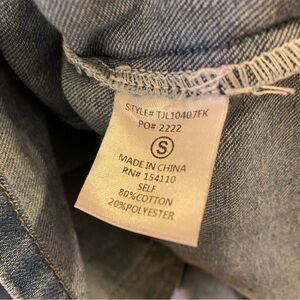 STYLE# TJL10407FK
PO# 2222
S
MADE IN CHINA
RN# 154110
SELF
80%COTTON
20%POLYESTER